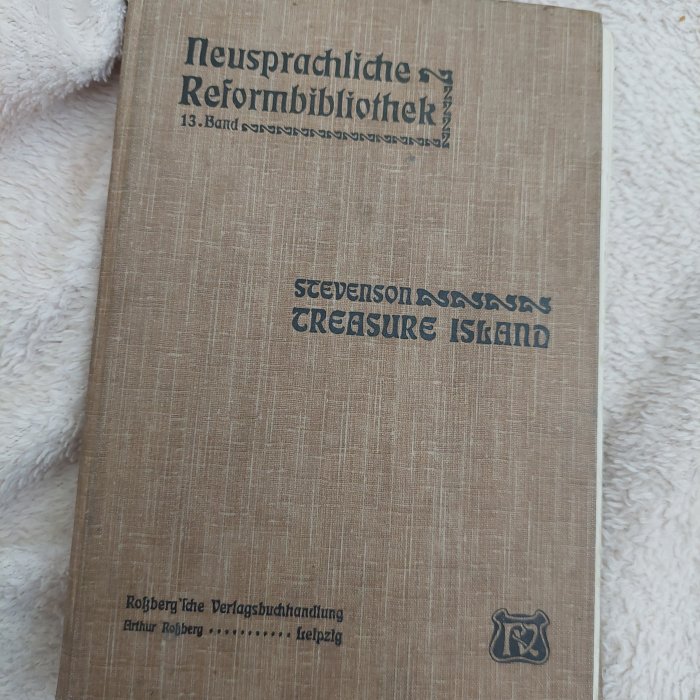 Neusprachliche
Reformbibliothek
13. Band
STEVENSON
TREASURE ISLAND
Roßberg'sche Verlagsbuchhandlung
Arthur Roßberg ........... Leipzig